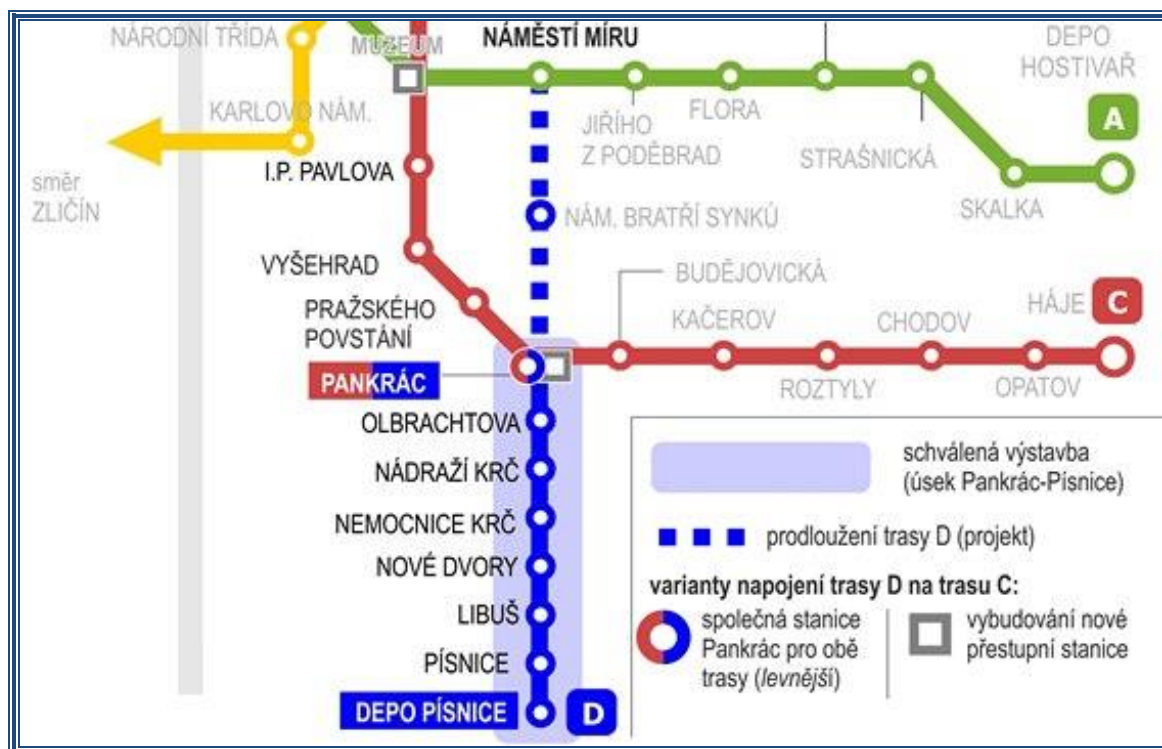 NÁRODNÍ TŘÍDA
MUZEUM
NÁMĚSTÍ MÍRU
DEPO
HOSTIVAŘ
KARLOVO NÁM.
JIŘÍHO
Z PODĚBRAD
FLORA
A
STRAŠNICKÁ
směr
ZLIČÍN
I.P. PAVLOVA
SKALKA
NÁM. BRATŘÍ SYNKŮ
VYŠEHRAD
BUDĚJOVICKÁ
PRAŽSKÉHO
POVSTÁNÍ
KAČEROV
CHODOV
HÁJE
C
PANKRÁC
ROZTYLY
OPATOV
OLBRACHTOVA
NÁDRAŽÍ KRČ
NEMOCNICE KRČ
NOVÉ DVORY
LIBUŠ
PÍSNICE
DEPO PÍSNICE
D
schválená výstavba
(úsek Pankrác-Písnice)
prodloužení trasy D (projekt)
varianty napojení trasy D na trasu C:
společná stanice
Pankrác pro obě
trasy (levnější)
vybudování nové
přestupní stanice